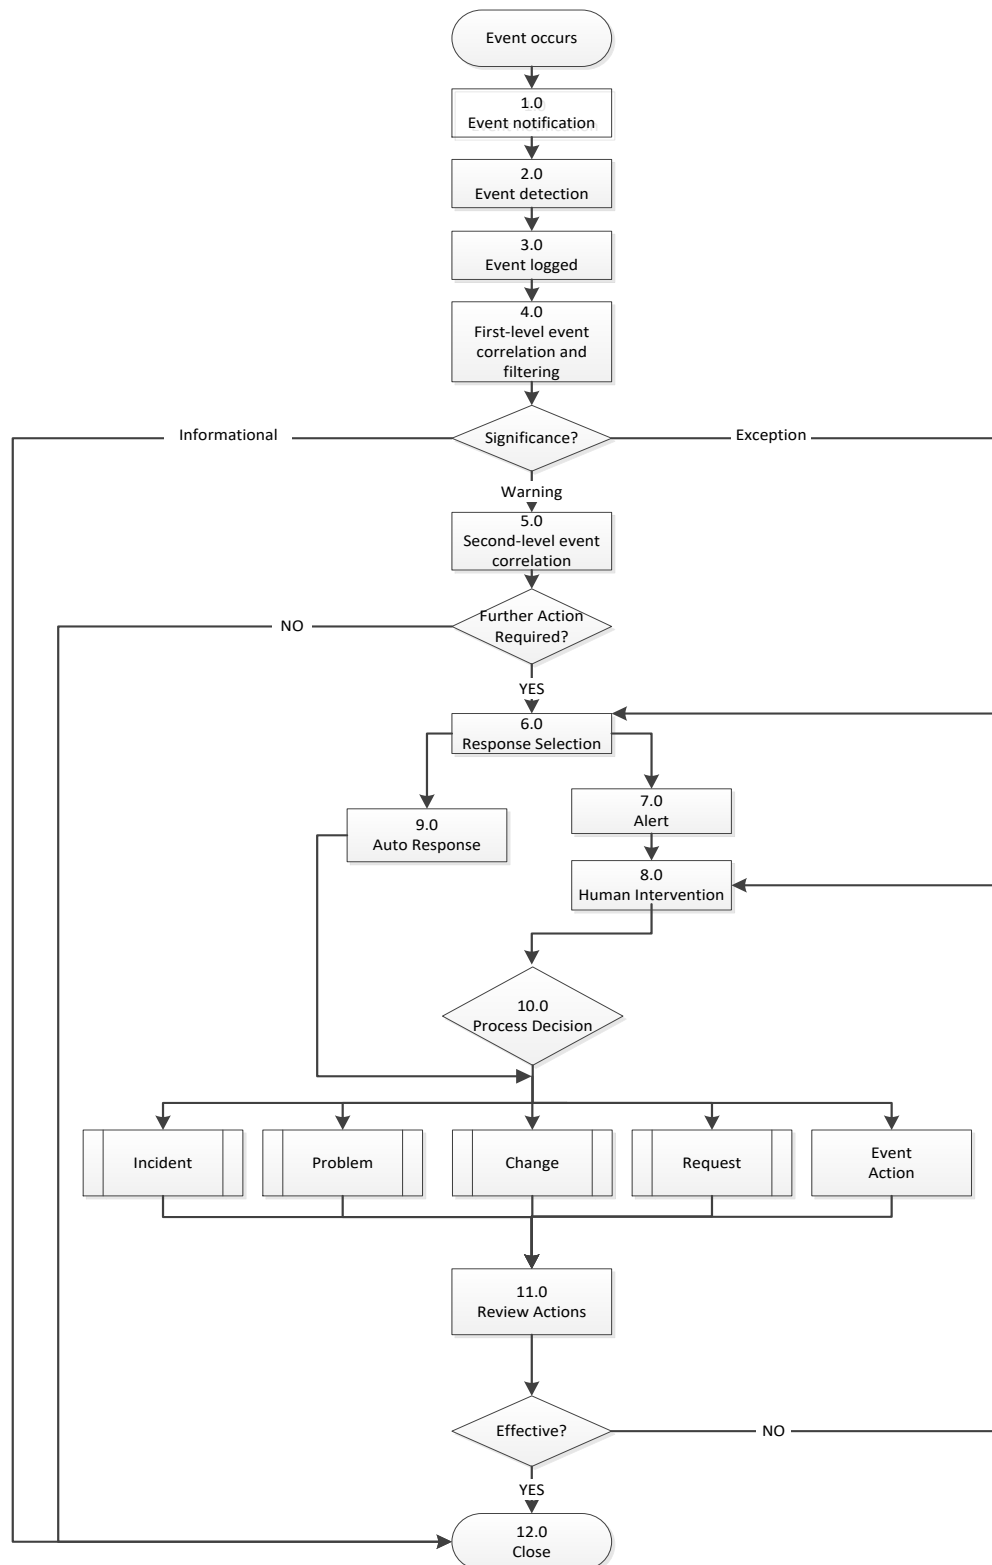 Event occurs
1.0
Event notification
2.0
Event detection
3.0
Event logged
4.0
First-level event
correlation and
filtering
Informational
Significance?
Exception
Warning
5.0
Second-level event
correlation
Further Action
Required?
NO
YES
6.0
Response Selection
7.0
Alert
9.0
Auto Response
8.0
Human Intervention
10.0
Process Decision
Incident
Problem
Change
Request
Event
Action
11.0
Review Actions
Effective?
NO
YES
12.0
Close